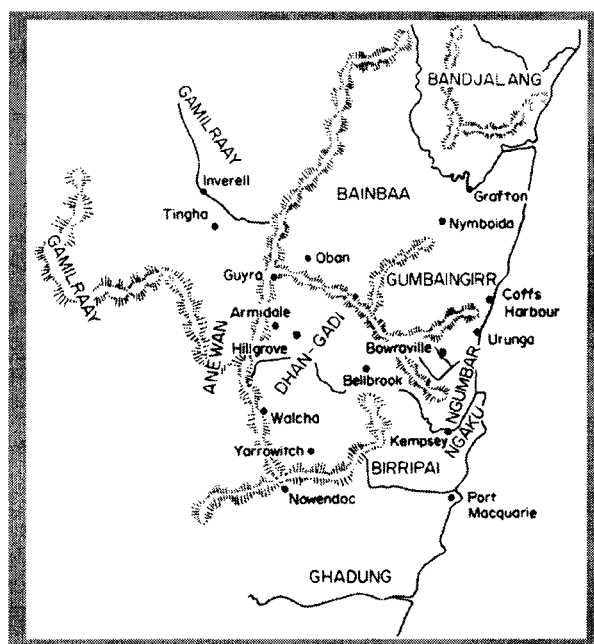 BANDJALANG
GAMILRAAY
Inverell
BAINBAA
Grafton
Tingha
Nymboida
GAMILRAAY
Oban
Guyra
GUMBAINGIRR
Coffs
Harbour
Armidale
Urunga
ANEWAN
Hillgrove
DHAN-GADI
Bowraville
Bellbrook
NGUMBAR
Walcha
NGAKU
Kempsey
Yarrowitch
BIRRIPAI
Nowendoc
Port
Macquarie
GHADUNG